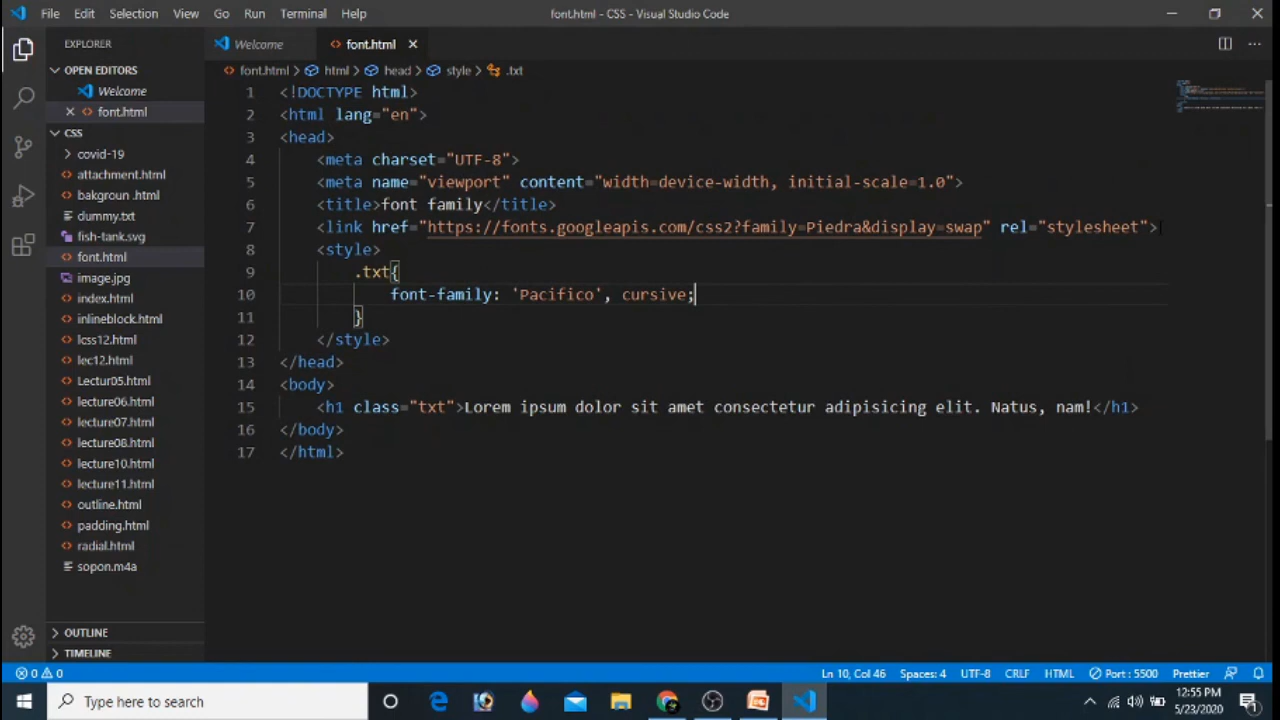 File Edit Selection View Go Run Terminal Help font.html - CSS - Visual Studio Code
EXPLORER
OPEN EDITORS
Welcome
font.html
CSS
covid-19
attachment.html
bakgroun .html
dummy.txt
fish-tank.svg
font.html
image.jpg
index.html
inlineblock.html
lcss12.html
lec12.html
Lectur05.html
lecture06.html
lecture07.html
lecture08.html
lecture10.html
lecture11.html
outline.html
padding.html
radial.html
sopon.m4a
OUTLINE
TIMELINE
Welcome font.html
font.html > html > head > style > .txt
1 <!DOCTYPE html>
2 <html lang="en">
3 <head>
4 <meta charset="UTF-8">
5 <meta name="viewport" content="width=device-width, initial-scale=1.0">
6 <title>font family</title>
7 <link href="https://fonts.googleapis.com/css2?family=Piedra&display=swap" rel="stylesheet">
8 <style>
9 .txt{
10 font-family: 'Pacifico', cursive;
11 }
12 </style>
13 </head>
14 <body>
15 <h1 class="txt">Lorem ipsum dolor sit amet consectetur adipisicing elit. Natus, nam!</h1>
16 </body>
17 </html>
0 0 Ln 10, Col 46 Spaces: 4 UTF-8 CRLF HTML Port : 5500 Prettier
Type here to search
12:55 PM
5/23/2020
1